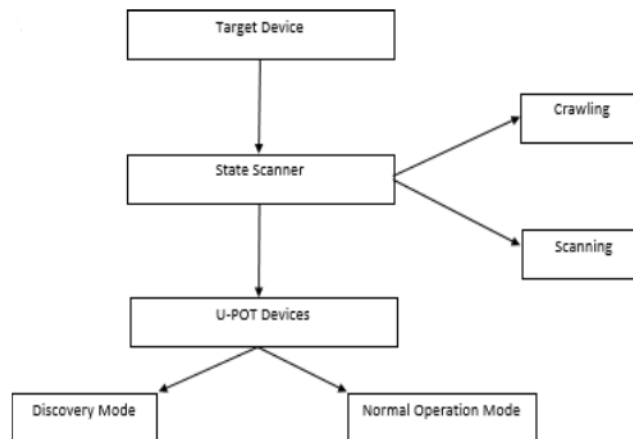 Target Device
Crawling
State Scanner
Scanning
U-POT Devices
Discovery Mode
Normal Operation Mode